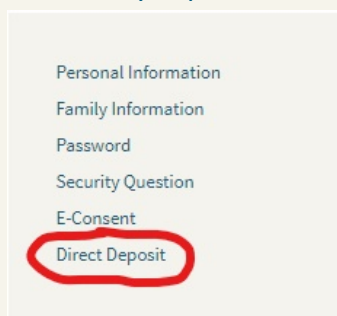 Personal Information
Family Information
Password
Security Question
E-Consent
Direct Deposit